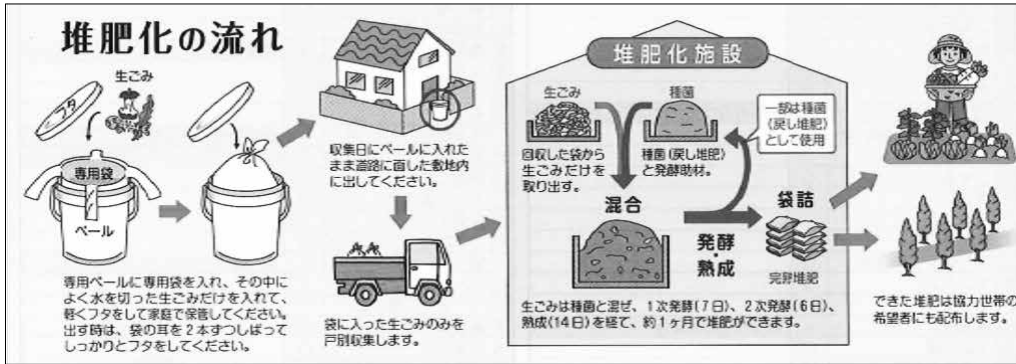 堆肥化の流れ
生ごみ
フタ
専用袋
ペール
専用ペールに専用袋を入れ、その中に
よく水を切った生ごみだけを入れて、
軽くフタをして家庭で保管してください。
出す時は、袋の耳を2本ずつしばって
しっかりとフタをしてください。
収集日にペールに入れた
まま道路に面した敷地内
に出してください。
袋に入った生ごみのみを
戸別収集します。
堆肥化施設
生ごみ
回収した袋から
生ごみだけを
取り出す。
種菌
種菌(戻し堆肥)
と発酵助材。
一部は種菌
(戻し堆肥)
として使用
混合
発酵・熟成
袋詰
完熟堆肥
生ごみは種菌と混ぜ、1次発酵(7日)、2次発酵(6日)、
熟成(14日)を経て、約1ヶ月で堆肥ができます。
できた堆肥は協力世帯の
希望者にも配布します。